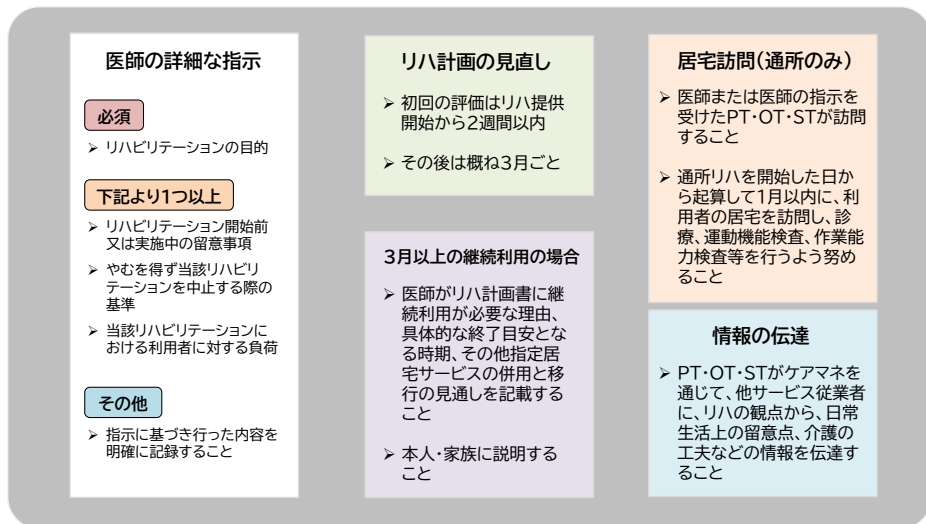 医師の詳細な指示
必須
➢ リハビリテーションの目的
下記より1つ以上
➢ リハビリテーション開始前
又は実施中の留意事項
➢ やむを得ず当該リハビリ
テーションを中止する際の
基準
➢ 当該リハビリテーションに
おける利用者に対する負荷
その他
➢ 指示に基づき行った内容を
明確に記録すること
リハ計画の見直し
➢ 初回の評価はリハ提供
開始から2週間以内
➢ その後は概ね3月ごと
3月以上の継続利用の場合
➢ 医師がリハ計画書に継
続利用が必要な理由、
具体的な終了目安とな
る時期、その他指定居
宅サービスの併用と移
行の見通しを記載する
こと
➢ 本人・家族に説明する
こと
居宅訪問(通所のみ)
➢ 医師または医師の指示を
受けたPT・OT・STが訪問
すること
➢ 通所リハを開始した日か
ら起算して1月以内に、利
用者の居宅を訪問し、診
療、運動機能検査、作業能
力検査等を行うよう努め
ること
情報の伝達
➢ PT・OT・STがケアマネを
通じて、他サービス従業者
に、リハの観点から、日常
生活上の留意点、介護の
工夫などの情報を伝達す
ること